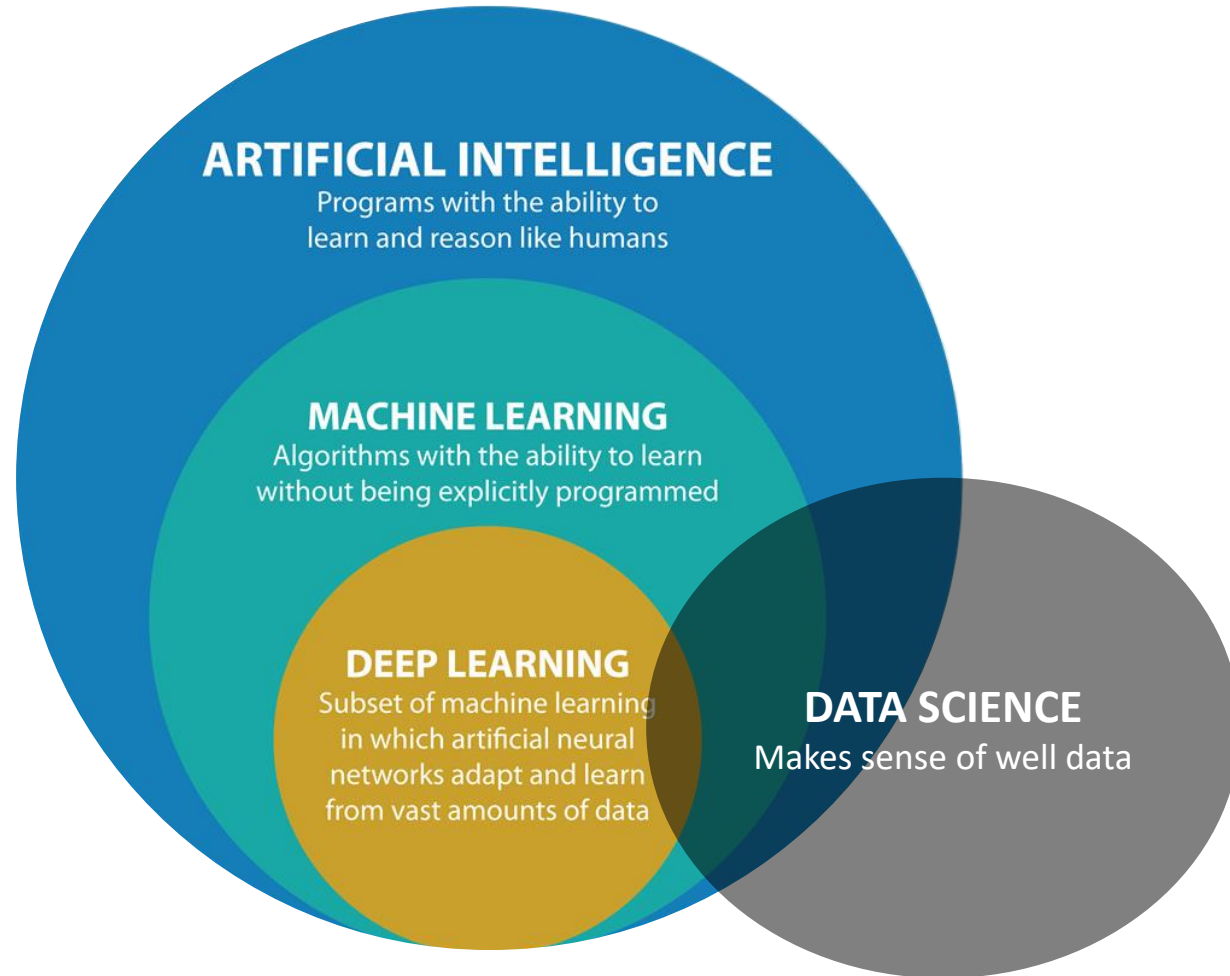 ARTIFICIAL INTELLIGENCE
Programs with the ability to
learn and reason like humans
MACHINE LEARNING
Algorithms with the ability to learn
without being explicitly programmed
DEEP LEARNING
Subset of machine learning
in which artificial neural
networks adapt and learn
from vast amounts of data
DATA SCIENCE
Makes sense of well data